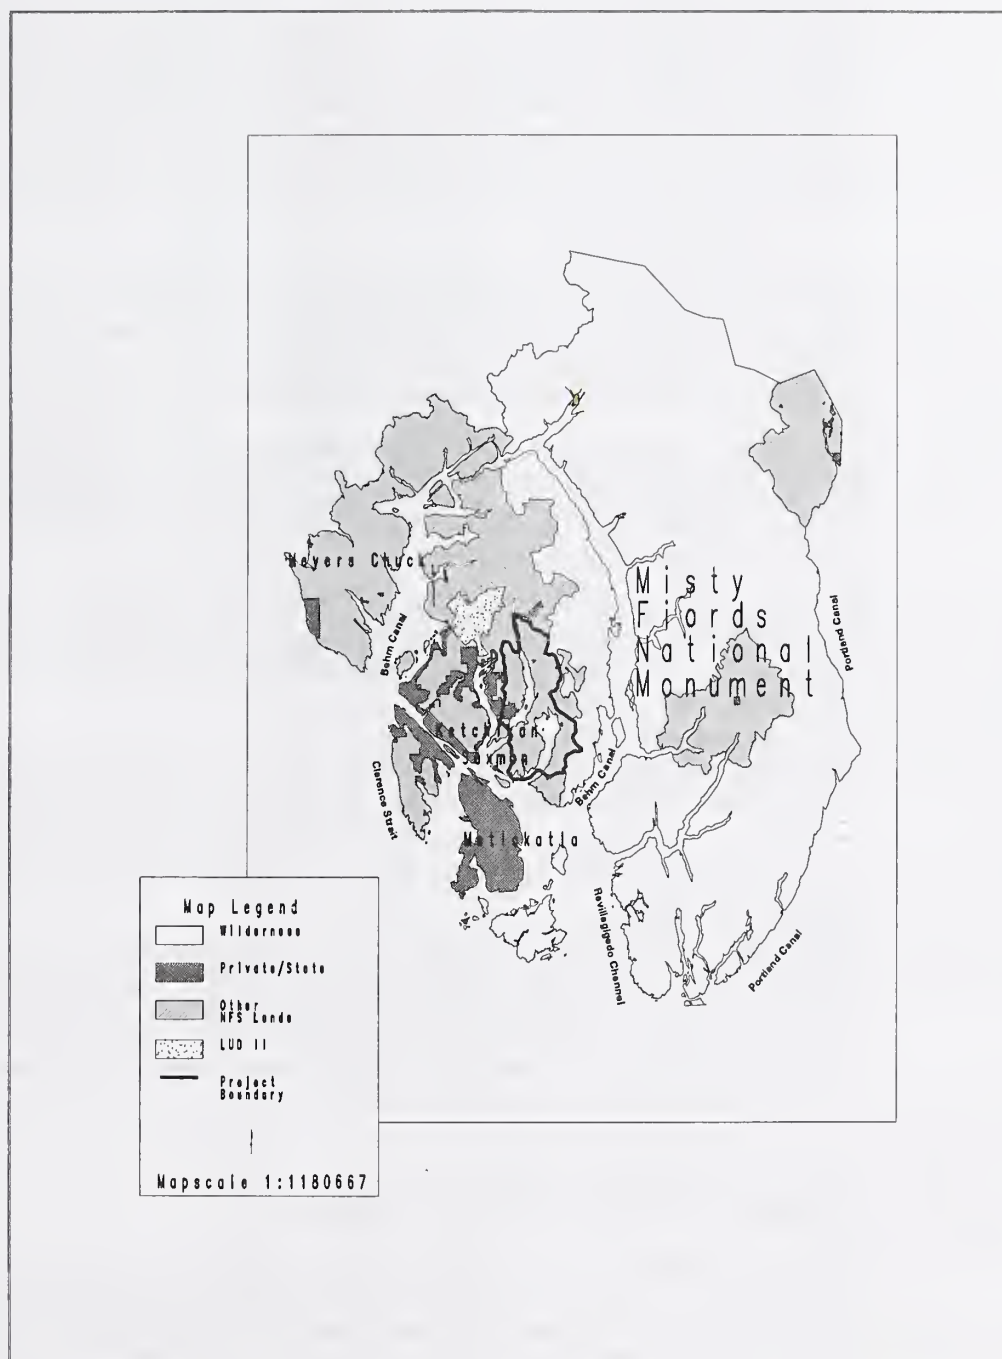 Meyers Chuck
Behm Canal
Misty
Fiords
National
Monument
Portland Canal
Ketchikan
Saxman
Clarence Strait
Behm Canal
Metlakatla
Revillagigedo Channel
Portland Canal
Map Legend
Wilderness
Private/State
Other
NFS Lands
LUD II
Project
Boundary
Mapscale 1:1180667